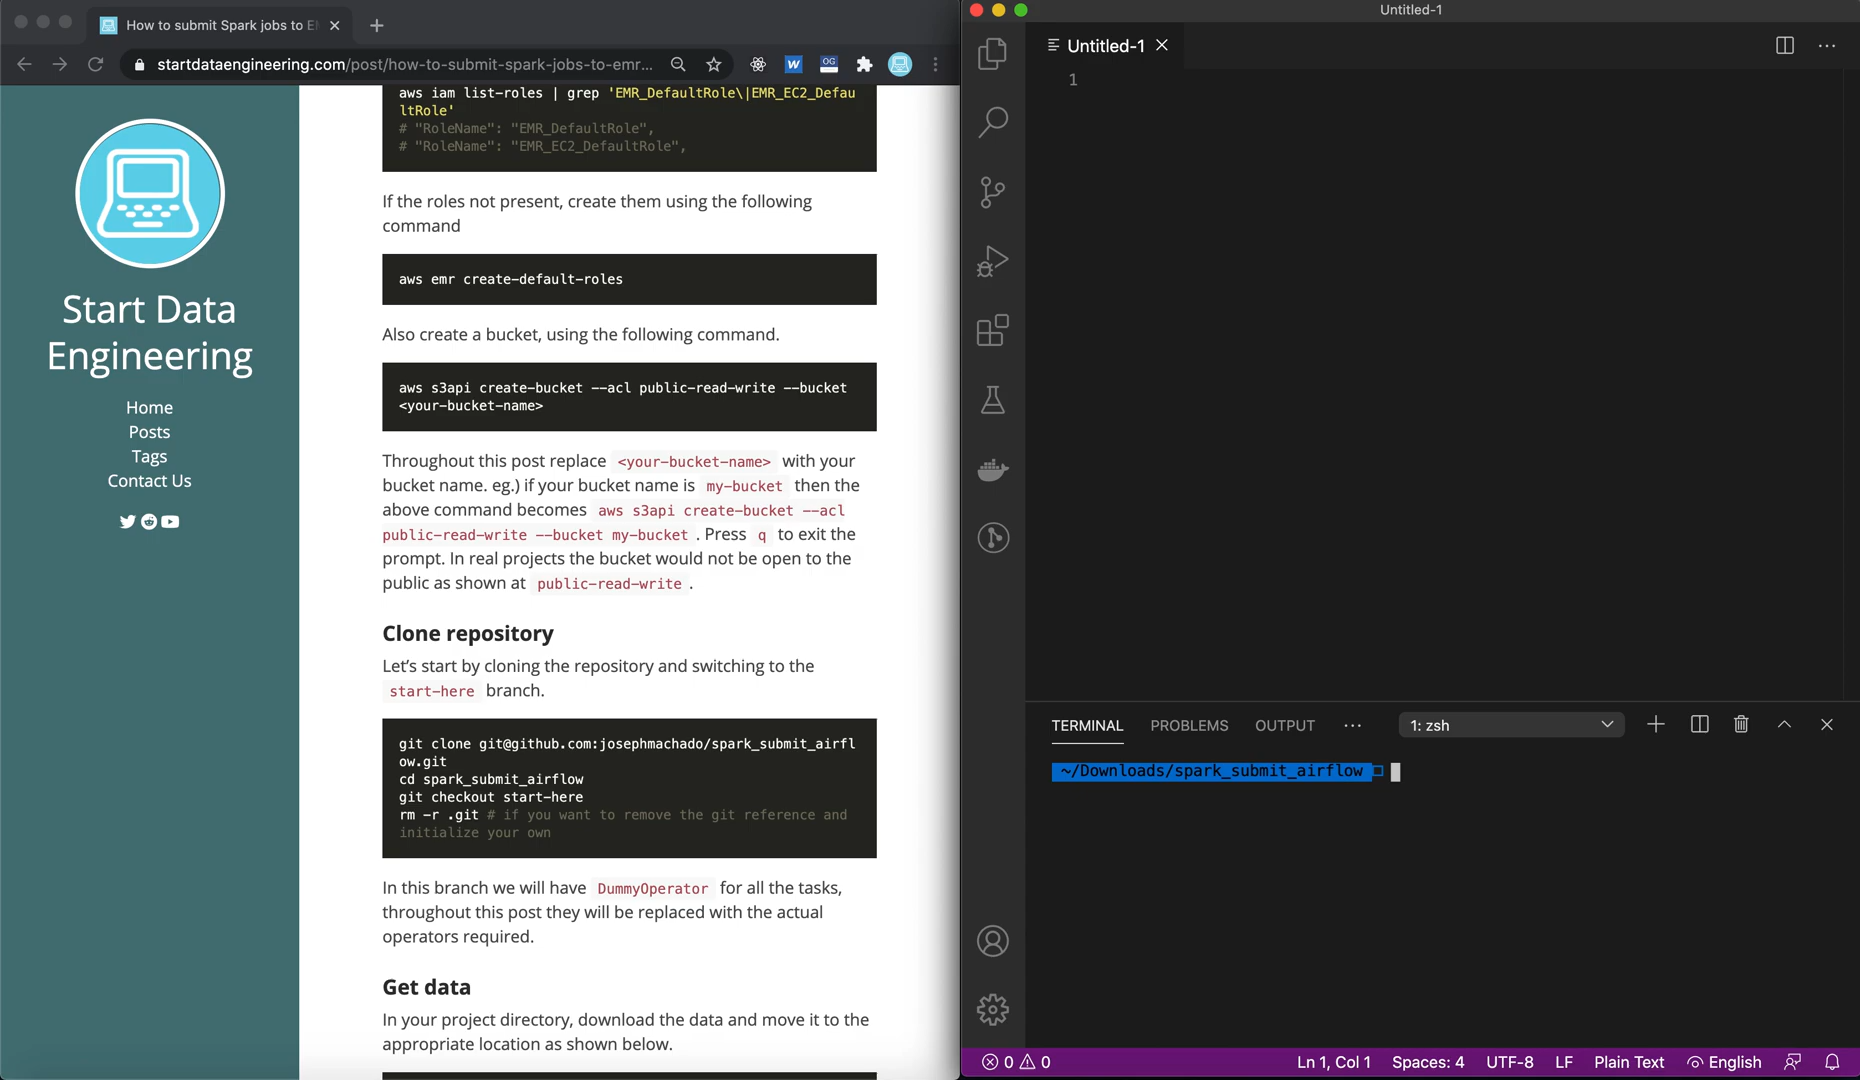 How to submit Spark jobs to EM
startdataengineering.com/post/how-to-submit-spark-jobs-to-emr...
W
OG
Start Data
Engineering
Home
Posts
Tags
Contact Us
aws iam list-roles | grep 'EMR_DefaultRole\|EMR_EC2_Defau
ltRole'
# "RoleName": "EMR_DefaultRole",
# "RoleName": "EMR_EC2_DefaultRole",
If the roles not present, create them using the following
command
aws emr create-default-roles
Also create a bucket, using the following command.
aws s3api create-bucket --acl public-read-write --bucket
<your-bucket-name>
Throughout this post replace <your-bucket-name> with your
bucket name. eg.) if your bucket name is my-bucket then the
above command becomes aws s3api create-bucket --acl
public-read-write --bucket my-bucket . Press q to exit the
prompt. In real projects the bucket would not be open to the
public as shown at public-read-write .
Clone repository
Let’s start by cloning the repository and switching to the
start-here branch.
git clone git@github.com:josephmachado/spark_submit_airfl
ow.git
cd spark_submit_airflow
git checkout start-here
rm -r .git # if you want to remove the git reference and
initialize your own
In this branch we will have DummyOperator for all the tasks,
throughout this post they will be replaced with the actual
operators required.
Get data
In your project directory, download the data and move it to the
appropriate location as shown below.
Untitled-1
Untitled-1
1
TERMINAL PROBLEMS OUTPUT ... 1: zsh
~/Downloads/spark_submit_airflow
0 0 Ln 1, Col 1 Spaces: 4 UTF-8 LF Plain Text English